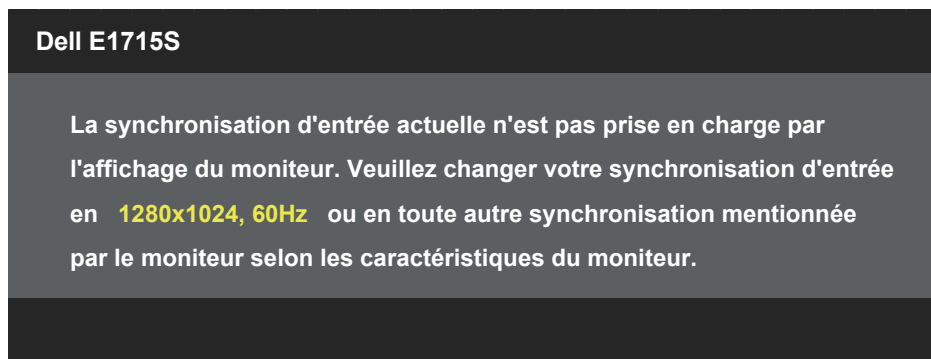 Dell E1715S
La synchronisation d'entrée actuelle n'est pas prise en charge par
l'affichage du moniteur. Veuillez changer votre synchronisation d'entrée
en 1280x1024, 60Hz ou en toute autre synchronisation mentionnée
par le moniteur selon les caractéristiques du moniteur.